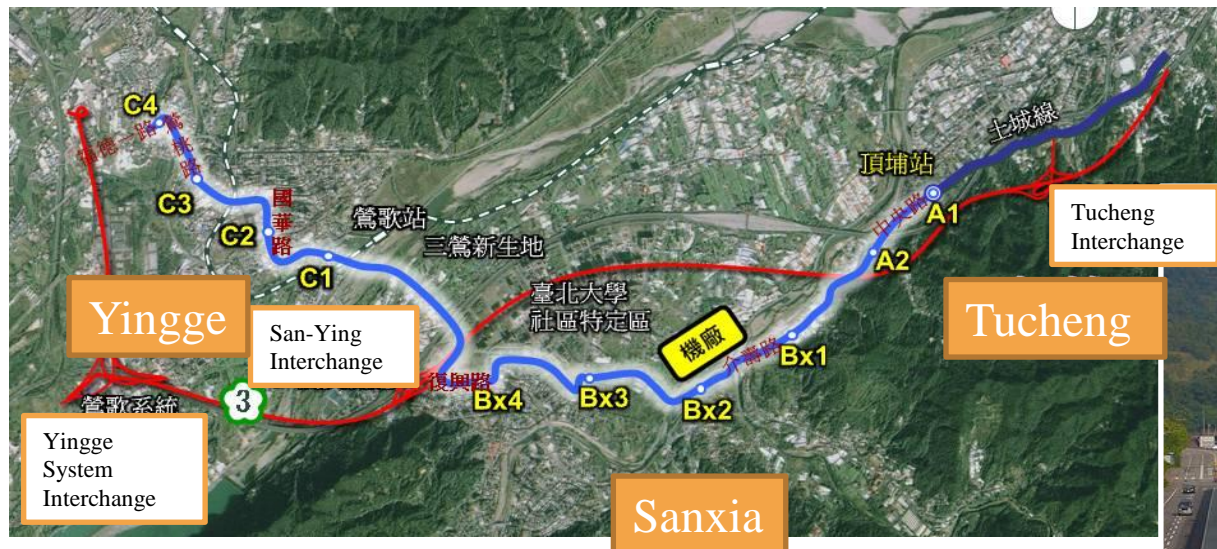 C4
鶯桃路
C3
國華路
C2
C1
鶯歌站
三鶯新生地
臺北大學
社區特定區
土城線
頂埔站
中央路
A1
A2
Tucheng
Interchange
Yingge
San-Ying
Interchange
Tucheng
機廠
介壽路
Bx1
Bx2
Bx3
Bx4
復興路
鶯歌系統
3
Yingge
System
Interchange
Sanxia